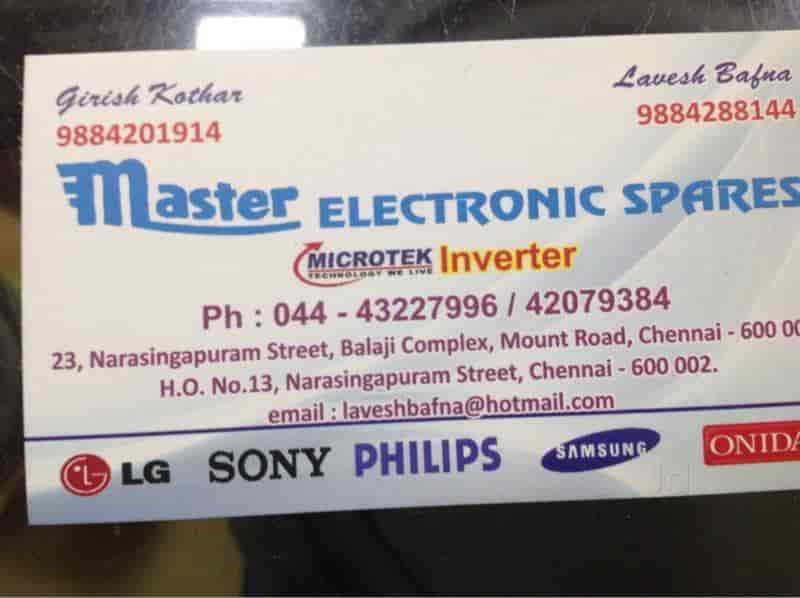 Girish Kothar
9884201914
Lavesh Bafna
9884288144
Master ELECTRONIC SPARES
MICROTEK Inverter
TECHNOLOGY WE LIVE
Ph : 044 - 43227996 / 42079384
23, Narasingapuram Street, Balaji Complex, Mount Road, Chennai - 600
H.O. No.13, Narasingapuram Street, Chennai - 600 002.
email : laveshbafna@hotmail.com
LG SONY PHILIPS SAMSUNG ONIDA
Jd